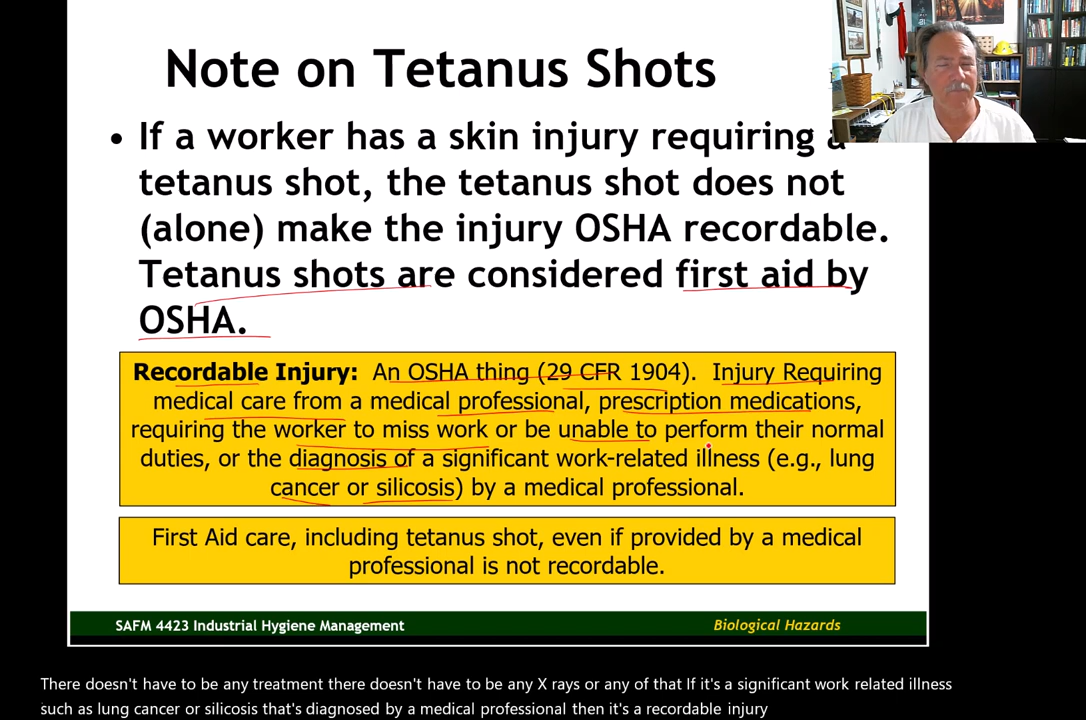 Note on Tetanus Shots
• If a worker has a skin injury requiring a
tetanus shot, the tetanus shot does not
(alone) make the injury OSHA recordable.
Tetanus shots are considered first aid by
OSHA.
Recordable Injury: An OSHA thing (29 CFR 1904). Injury Requiring
medical care from a medical professional, prescription medications,
requiring the worker to miss work or be unable to perform their normal
duties, or the diagnosis of a significant work-related illness (e.g., lung
cancer or silicosis) by a medical professional.
First Aid care, including tetanus shot, even if provided by a medical
professional is not recordable.
SAFM 4423 Industrial Hygiene Management
Biological Hazards
There doesn't have to be any treatment there doesn't have to be any X rays or any of that If it's a significant work related illness
such as lung cancer or silicosis that's diagnosed by a medical professional then it's a recordable injury